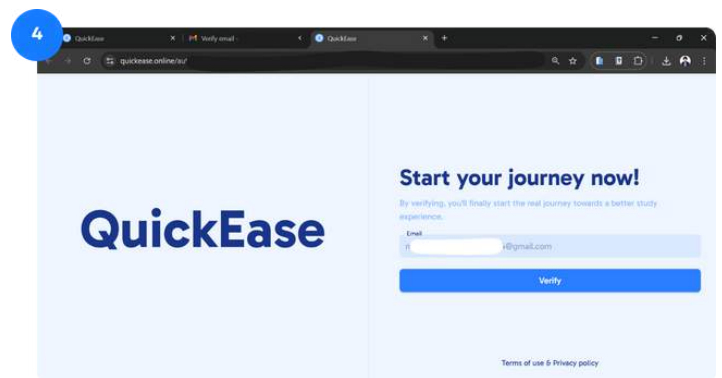 4
QuickEase
Verify email -
QuickEase
quickease.online/au/
QuickEase
Start your journey now!
By verifying, you'll finally start the real journey towards a better study
experience.
Email
@gmail.com
Verify
Terms of use & Privacy policy